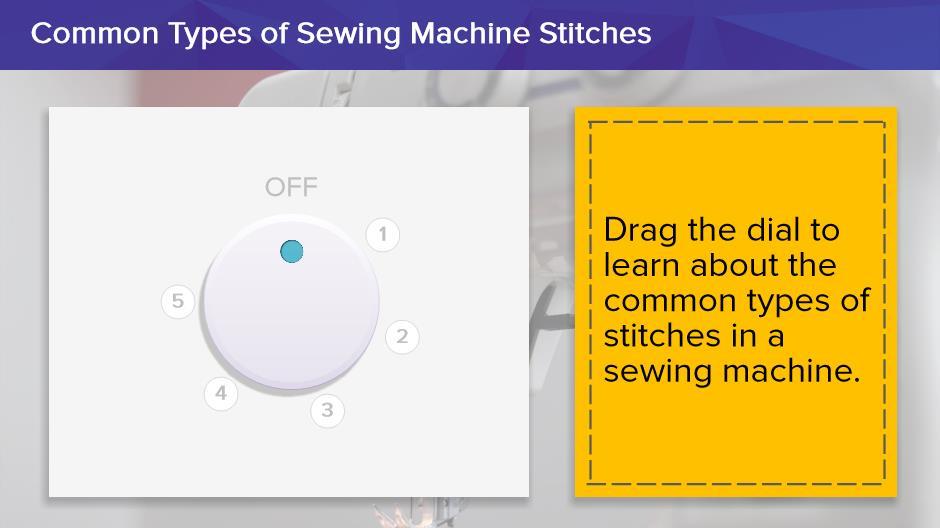 Common Types of Sewing Machine Stitches
OFF
1
5
2
4
3
Drag the dial to
learn about the
common types of
stitches in a
sewing machine.